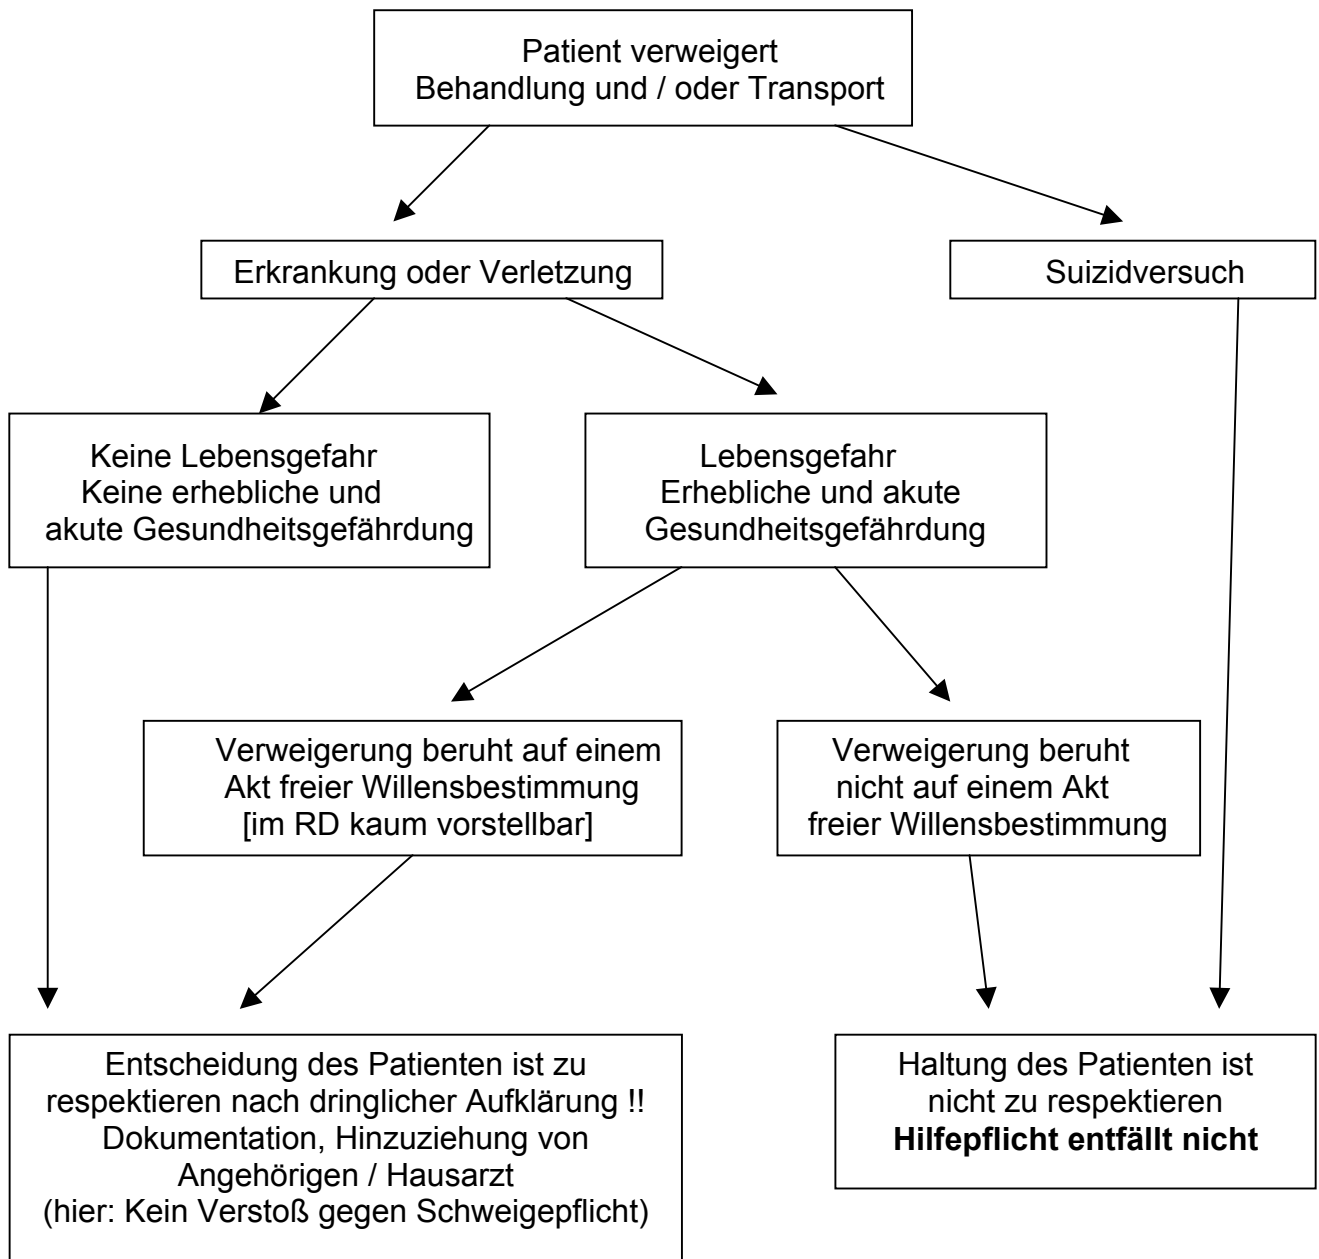 Patient verweigert
Behandlung und / oder Transport
Erkrankung oder Verletzung
Suizidversuch
Keine Lebensgefahr
Keine erhebliche und
akute Gesundheitsgefährdung
Lebensgefahr
Erhebliche und akute
Gesundheitsgefährdung
Verweigerung beruht auf einem
Akt freier Willensbestimmung
[im RD kaum vorstellbar]
Verweigerung beruht
nicht auf einem Akt
freier Willensbestimmung
Entscheidung des Patienten ist zu
respektieren nach dringlicher Aufklärung !!
Dokumentation, Hinzuziehung von
Angehörigen / Hausarzt
(hier: Kein Verstoß gegen Schweigepflicht)
Haltung des Patienten ist
nicht zu respektieren
Hilfepflicht entfällt nicht